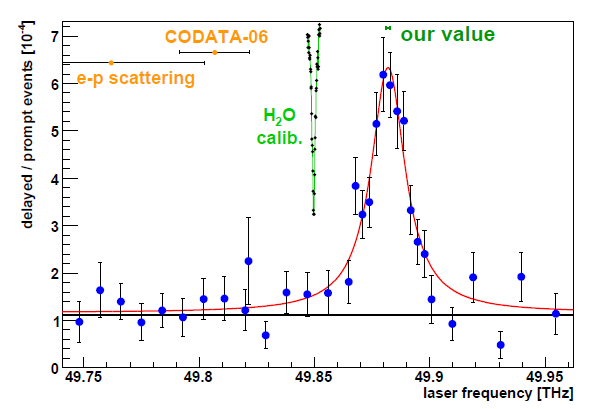 delayed / prompt events [10⁻⁴]
7
6
5
4
3
2
1
0
CODATA-06
our value
e-p scattering
H₂O
calib.
49.75 49.8 49.85 49.9 49.95
laser frequency [THz]